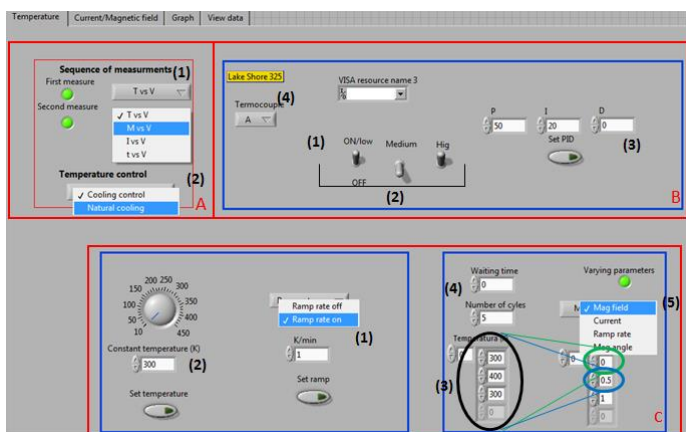 Temperature
Current/Magnetic field
Graph
View data
Sequence of measurments
(1)
First measure
T vs V
Second measure
✓ T vs V
M vs V
I vs V
t vs V
Temperature control
(2)
✓ Cooling control
Natural cooling
A
Lake Shore 325
VISA resource name 3
(4)
Termocouple
A
P
I
D
50
20
0
(1)
ON/low
Medium
Hig
Set PID
(3)
OFF
(2)
B
200 250
150
300
100
350
50
400
10
450
Ramp rate off
✓ Ramp rate on
(1)
K/min
1
Constant temperature (K)
300
(2)
Set temperature
Set ramp
Waiting time
Varying parameters
(4)
0
Number of cyles
5
(5)
M
✓ Mag field
Current
Ramp rate
Mag angle
0
300
400
300
0
(3)
0
0
0.5
1
0
C